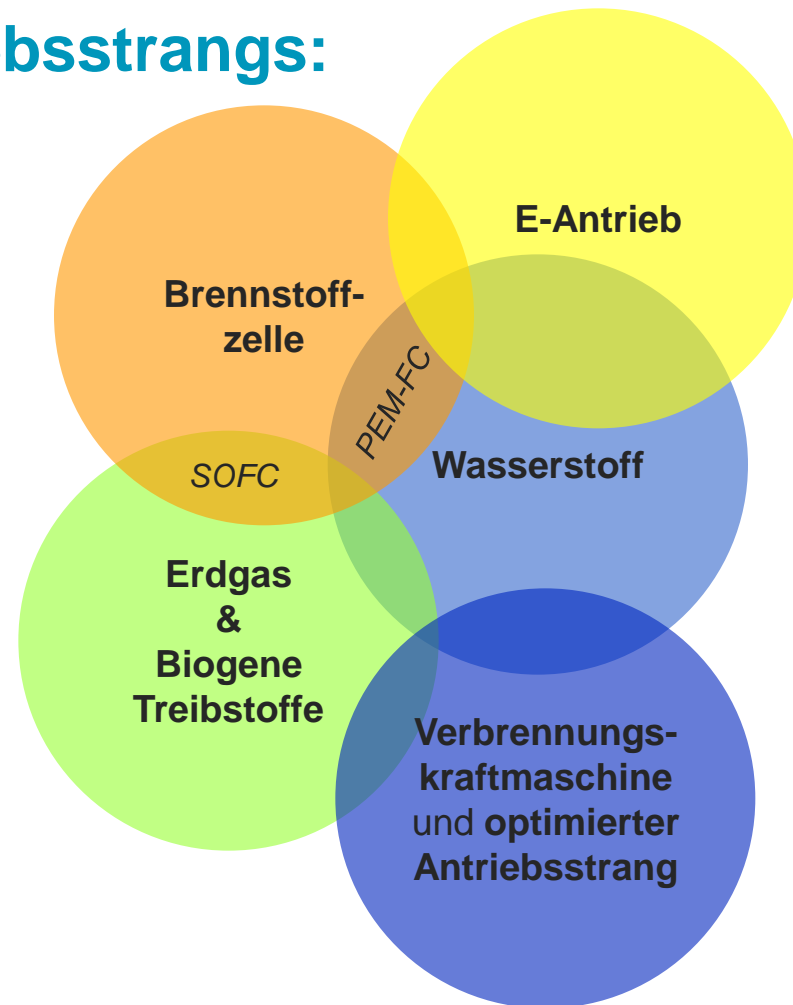 bsstrangs:
E-Antrieb
Brennstoff-
zelle
PEM-FC
Wasserstoff
SOFC
Erdgas
&
Biogene
Treibstoffe
Verbrennungs-
kraftmaschine
und optimierter
Antriebsstrang